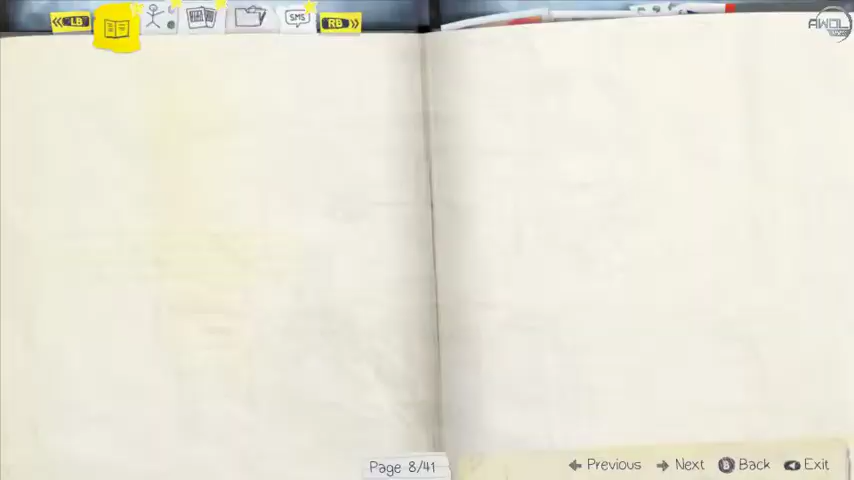 LB
SMS
RB
AWOL
Page 8/41
Previous
Next
B Back
Exit